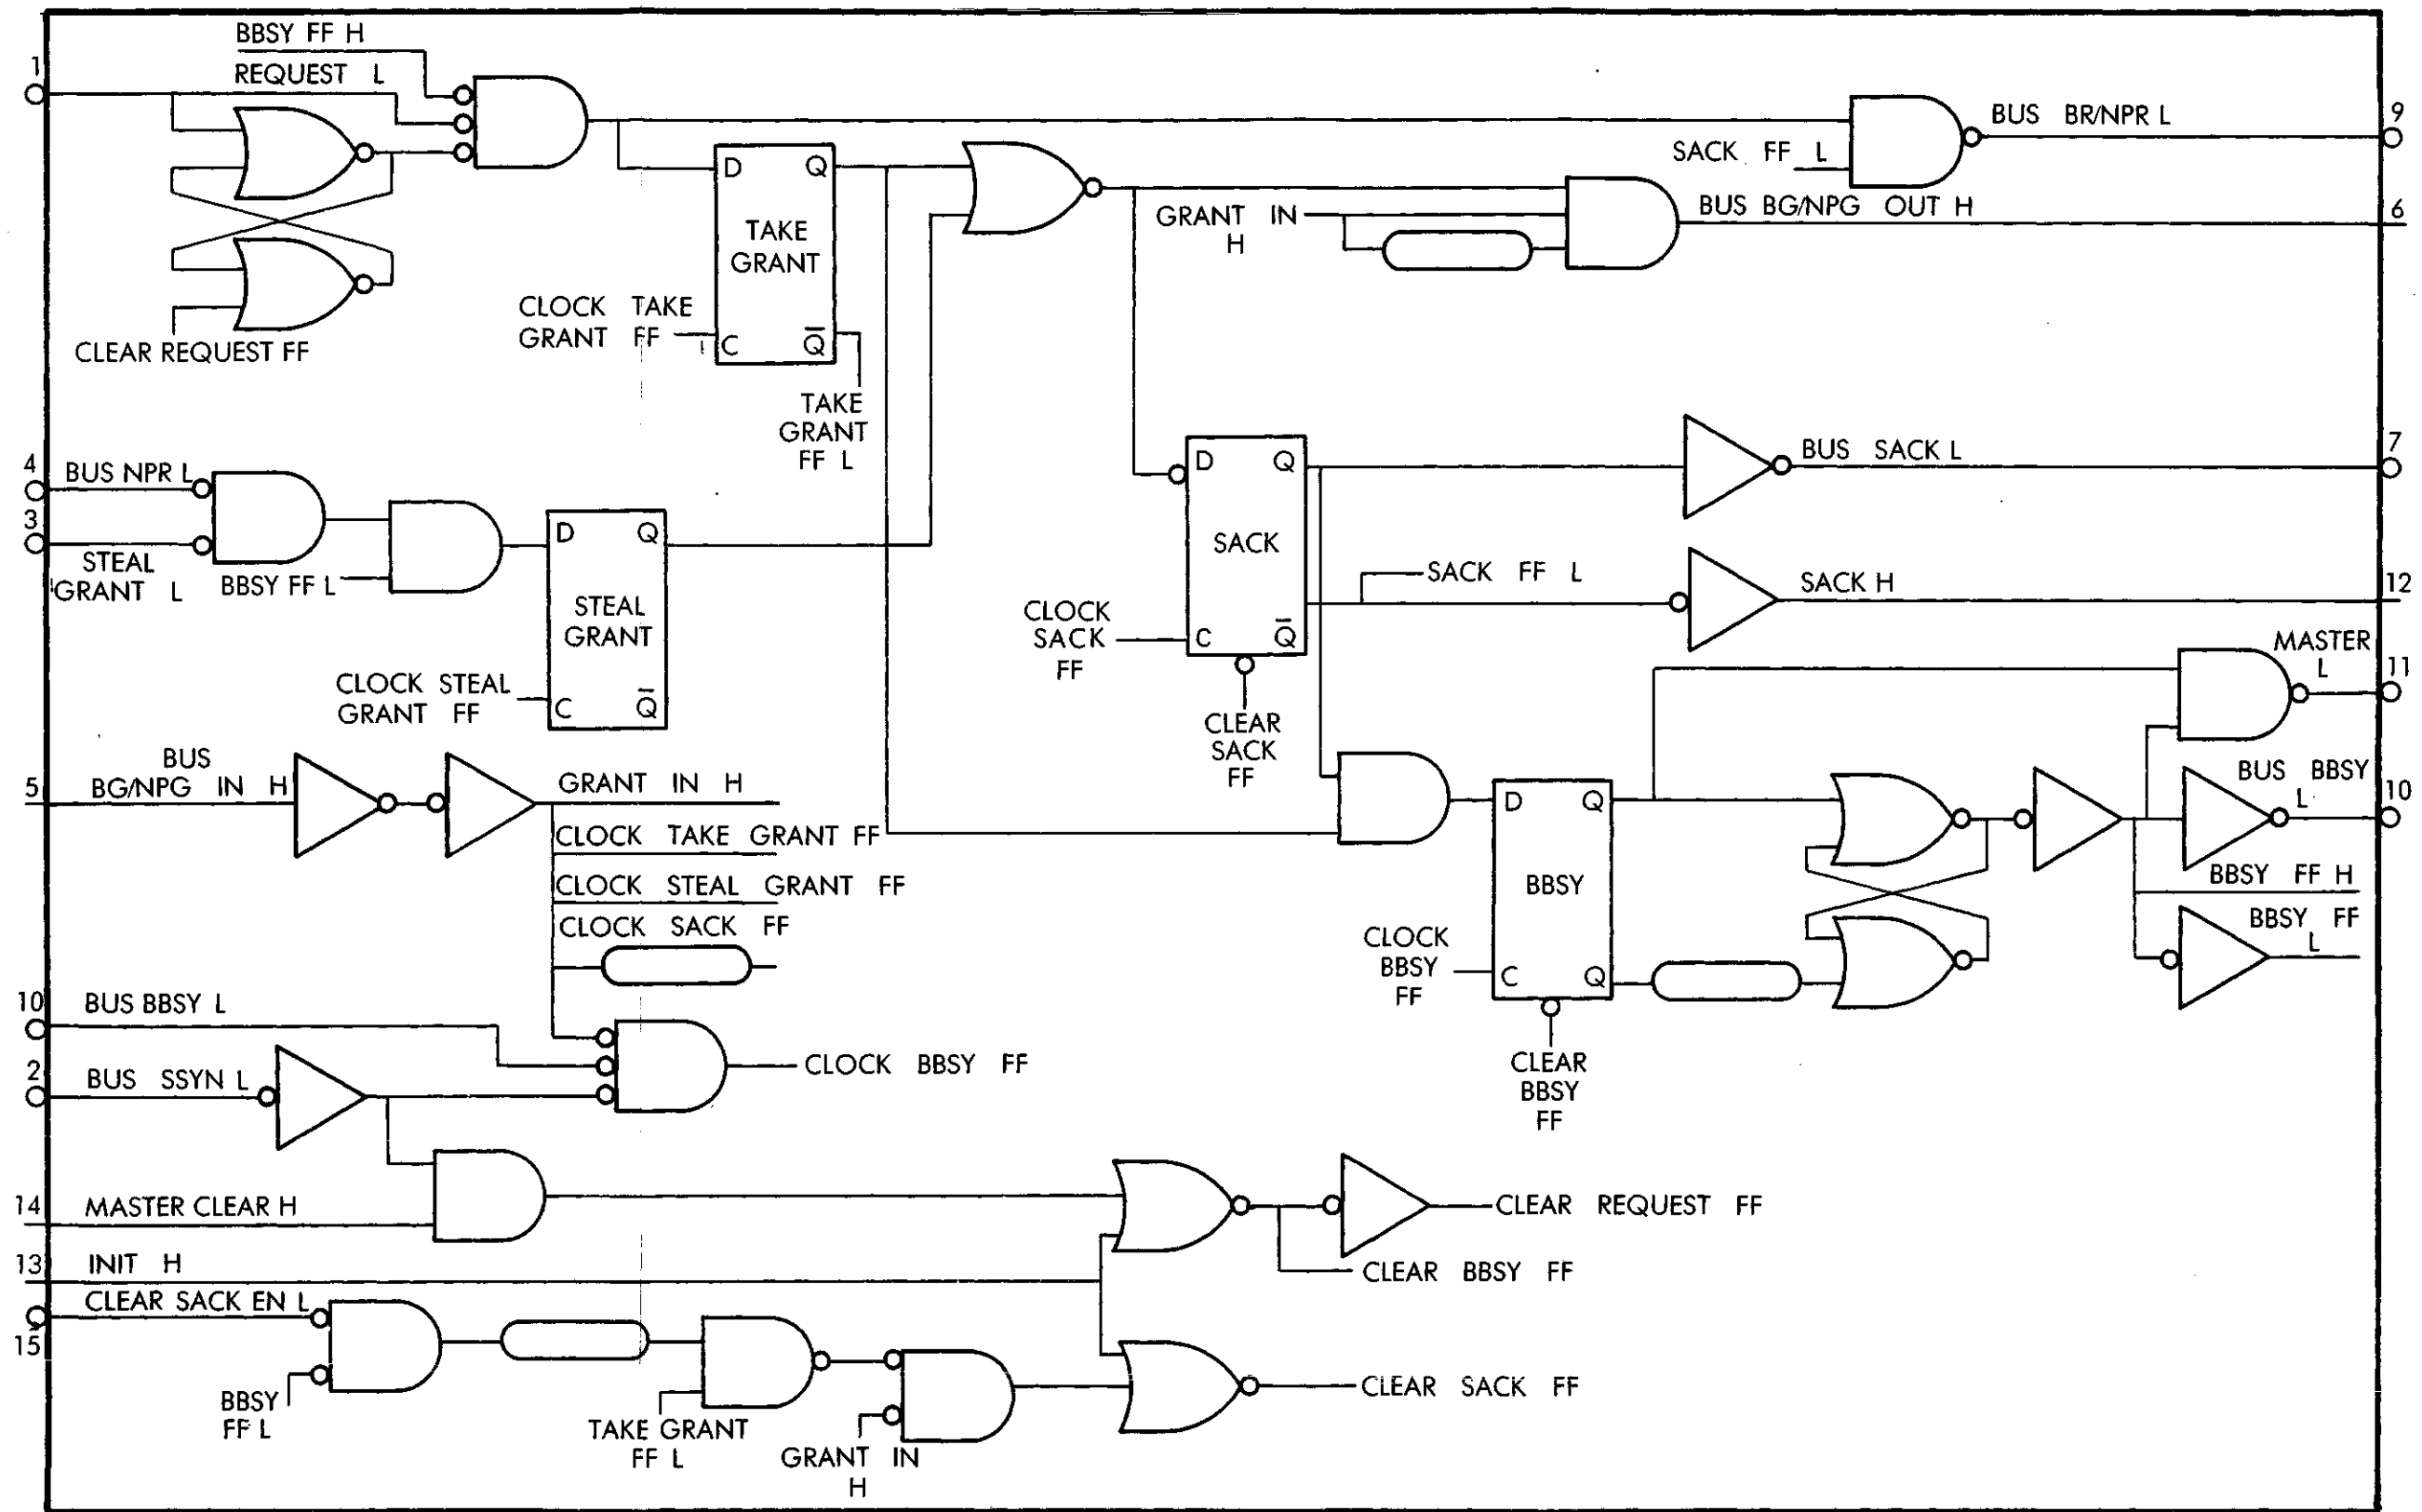 BBSY FF H
1
REQUEST L
BUS BR/NPR L
9
SACK FF L
D Q
TAKE
GRANT
C Q̅
GRANT IN
H
BUS BG/NPG OUT H
6
CLOCK TAKE
GRANT FF
CLEAR REQUEST FF
TAKE
GRANT
FF L
4
BUS NPR L
3
STEAL
GRANT L
BBSY FF L
D Q
STEAL
GRANT
C Q̅
CLOCK STEAL
GRANT FF
D Q
SACK
C Q̅
BUS SACK L
7
SACK FF L
SACK H
12
CLOCK
SACK
FF
CLEAR
SACK
FF
MASTER
L
11
BUS
BG/NPG IN H
5
GRANT IN H
CLOCK TAKE GRANT FF
CLOCK STEAL GRANT FF
CLOCK SACK FF
D Q
BBSY
C Q
BUS BBSY
L
10
BBSY FF H
BBSY FF
L
CLOCK
BBSY
FF
CLEAR
BBSY
FF
10
BUS BBSY L
2
BUS SSYN L
CLOCK BBSY FF
14
MASTER CLEAR H
CLEAR REQUEST FF
13
INIT H
CLEAR BBSY FF
CLEAR SACK EN L
15
BBSY
FF L
TAKE GRANT
FF L
GRANT IN
H
CLEAR SACK FF